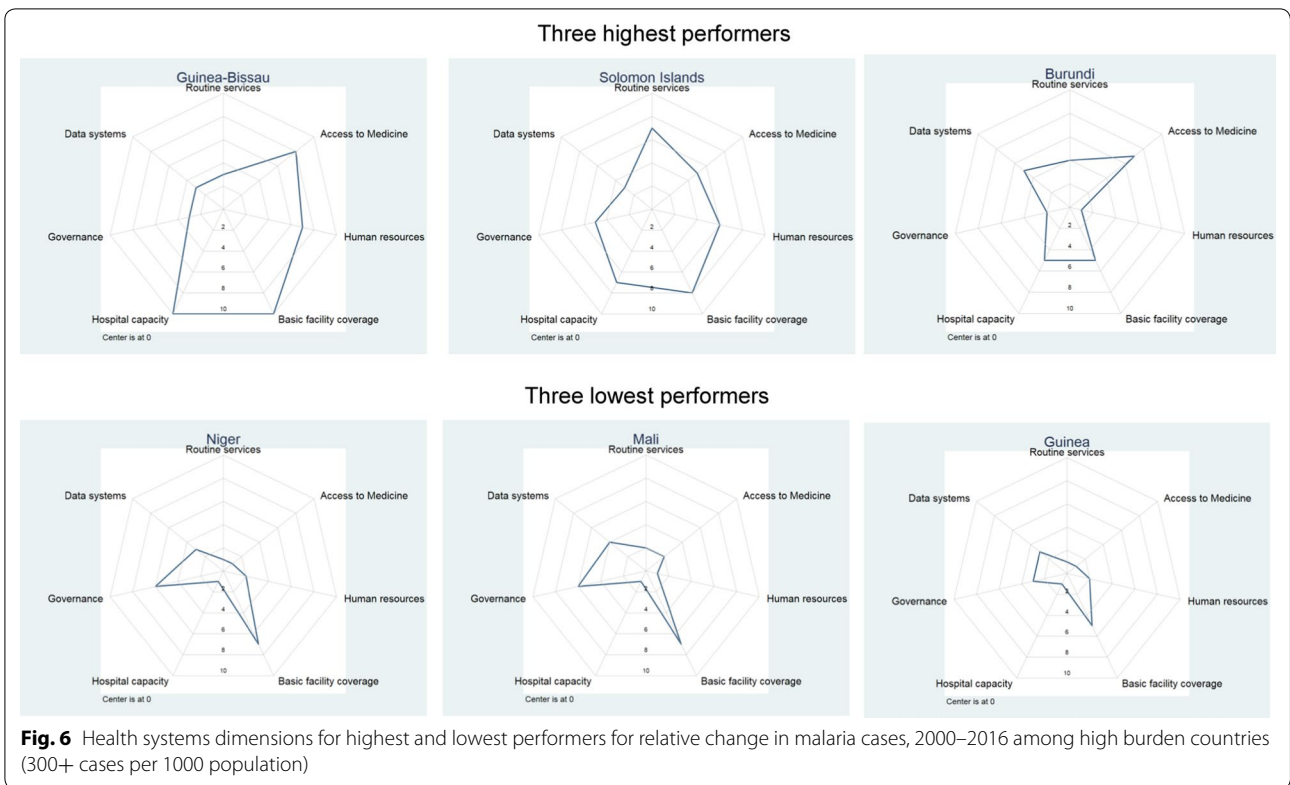 Three highest performers
Guinea-Bissau
Routine services
Data systems
Access to Medicine
Governance
Human resources
2
4
6
8
10
Hospital capacity
Basic facility coverage
Center is at 0
Solomon Islands
Routine services
Data systems
Access to Medicine
Governance
Human resources
2
4
6
8
10
Hospital capacity
Basic facility coverage
Center is at 0
Burundi
Routine services
Data systems
Access to Medicine
Governance
Human resources
2
4
6
8
10
Hospital capacity
Basic facility coverage
Center is at 0
Three lowest performers
Niger
Routine services
Data systems
Access to Medicine
Governance
Human resources
2
4
6
8
10
Hospital capacity
Basic facility coverage
Center is at 0
Mali
Routine services
Data systems
Access to Medicine
Governance
Human resources
2
4
6
8
10
Hospital capacity
Basic facility coverage
Center is at 0
Guinea
Routine services
Data systems
Access to Medicine
Governance
Human resources
2
4
6
8
10
Hospital capacity
Basic facility coverage
Center is at 0
Fig. 6 Health systems dimensions for highest and lowest performers for relative change in malaria cases, 2000–2016 among high burden countries
(300+ cases per 1000 population)